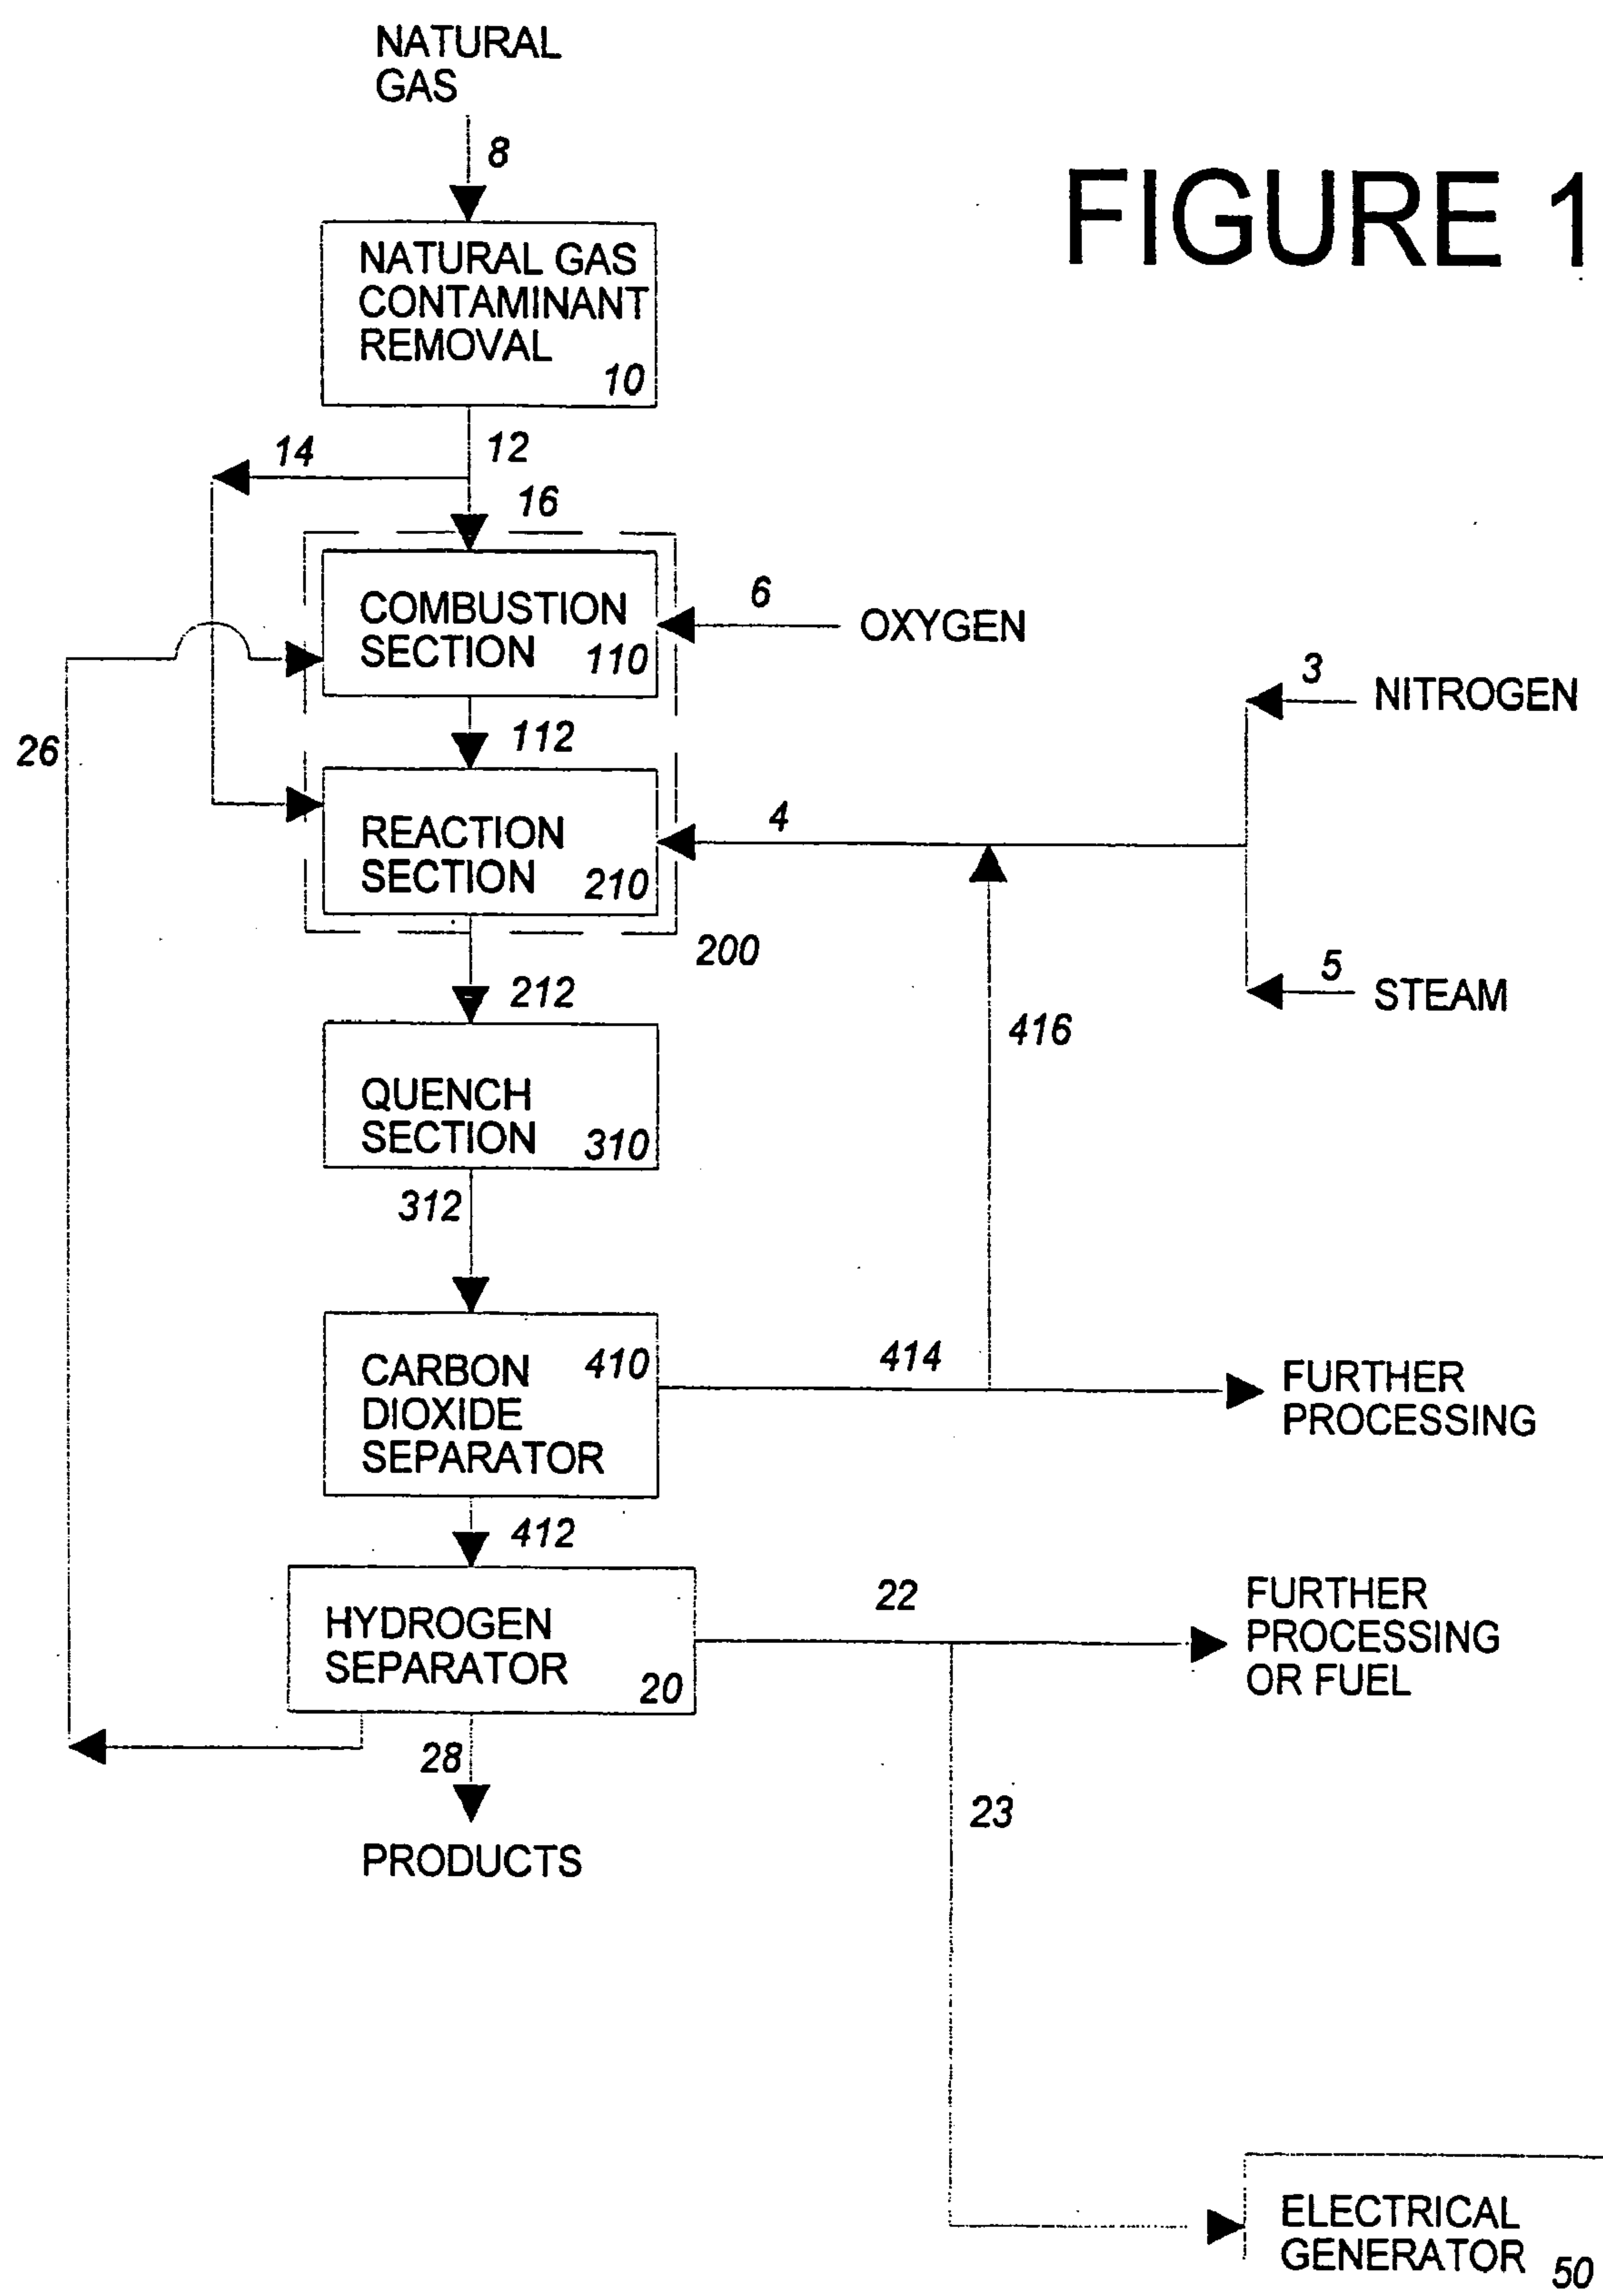 NATURAL
GAS
8
FIGURE 1
NATURAL GAS
CONTAMINANT
REMOVAL
10
14
12
16
COMBUSTION
SECTION
110
6
OXYGEN
3
NITROGEN
26
112
4
REACTION
SECTION
210
200
5
STEAM
212
416
QUENCH
SECTION
310
312
CARBON
DIOXIDE
SEPARATOR
410
414
FURTHER
PROCESSING
412
HYDROGEN
SEPARATOR
20
22
FURTHER
PROCESSING
OR FUEL
28
23
PRODUCTS
ELECTRICAL
GENERATOR
50